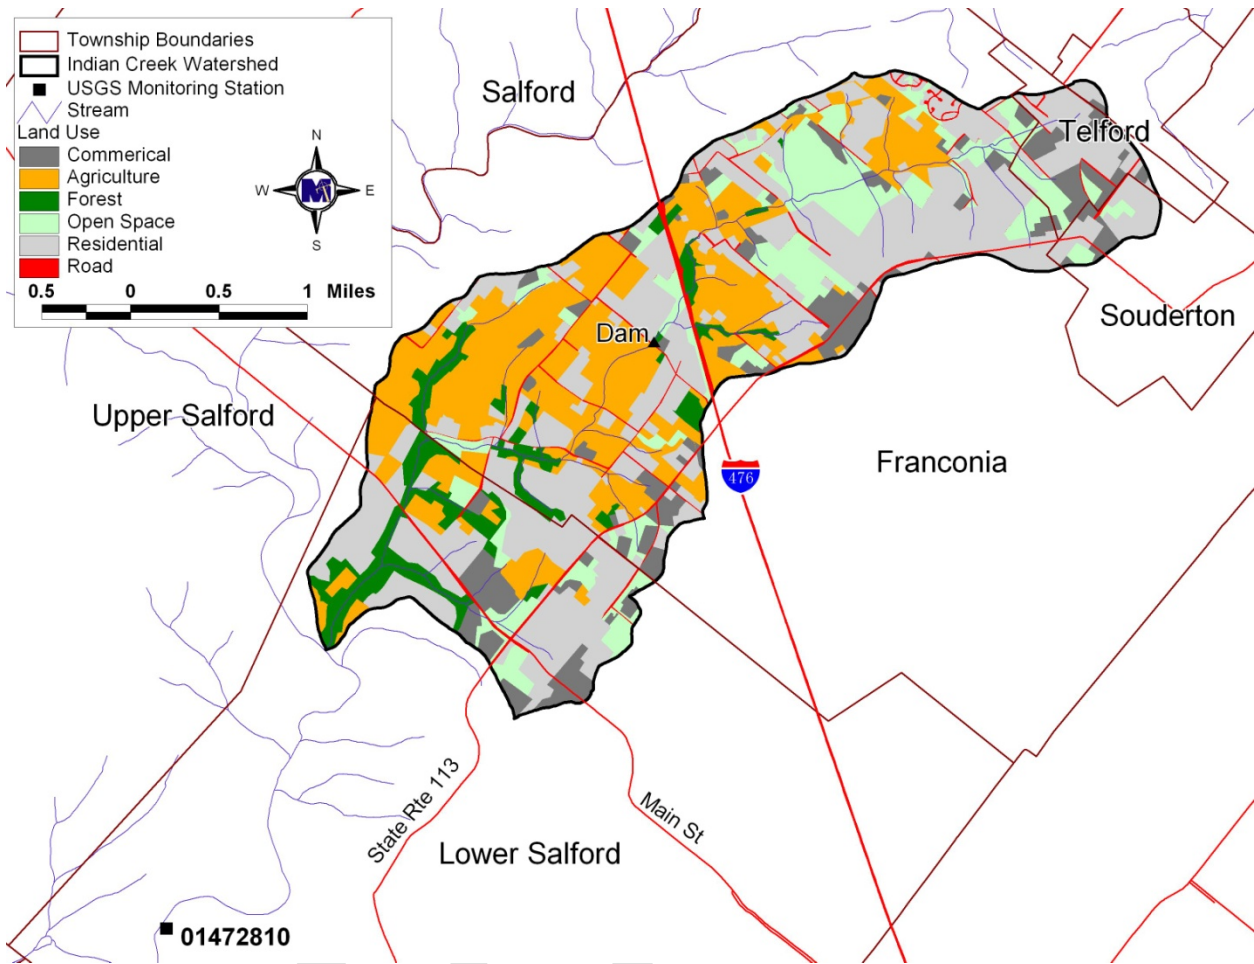 Township Boundaries
Indian Creek Watershed
USGS Monitoring Station
Stream
Land Use
Commerical
Agriculture
Forest
Open Space
Residential
Road
0.5 0 0.5 1 Miles
N
W E
S
M
Salford
Telford
Souderton
Dam
Upper Salford
Franconia
476
State Rte 113
Main St
Lower Salford
01472810